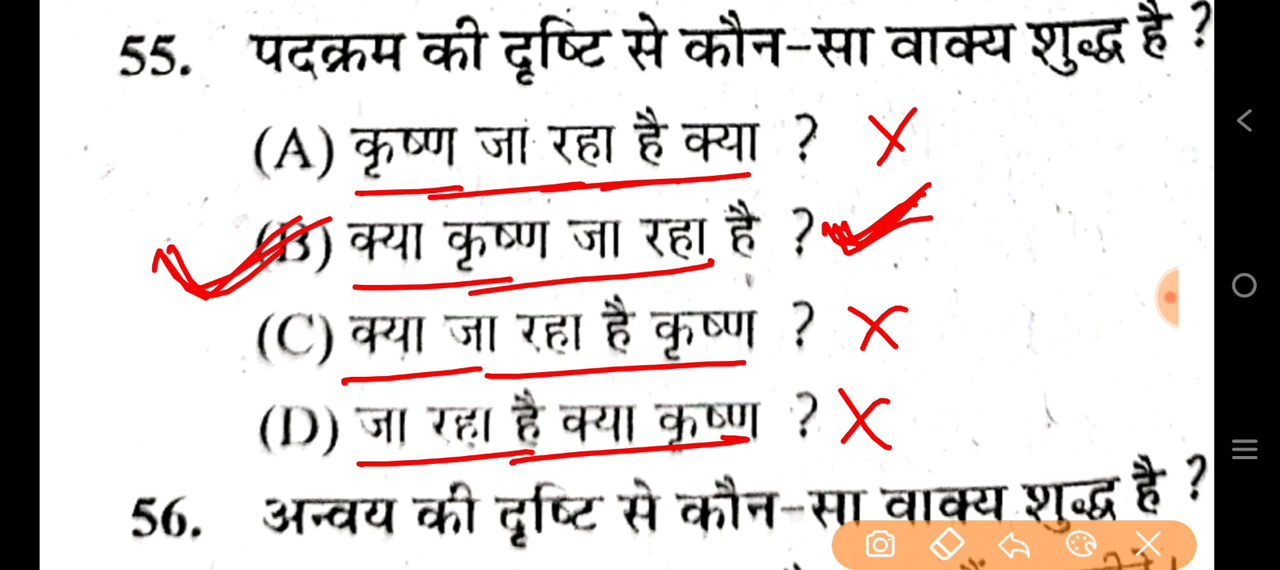 55. पदक्रम की दृष्टि से कौन-सा वाक्य शुद्ध है ?
(A) कृष्ण जा रहा है क्या ?
(B) क्या कृष्ण जा रहा है ?
(C) क्या जा रहा है कृष्ण ?
(D) जा रहा है क्या कृष्ण ?
56. अन्वय की दृष्टि से कौन-सा वाक्य शुद्ध है ?